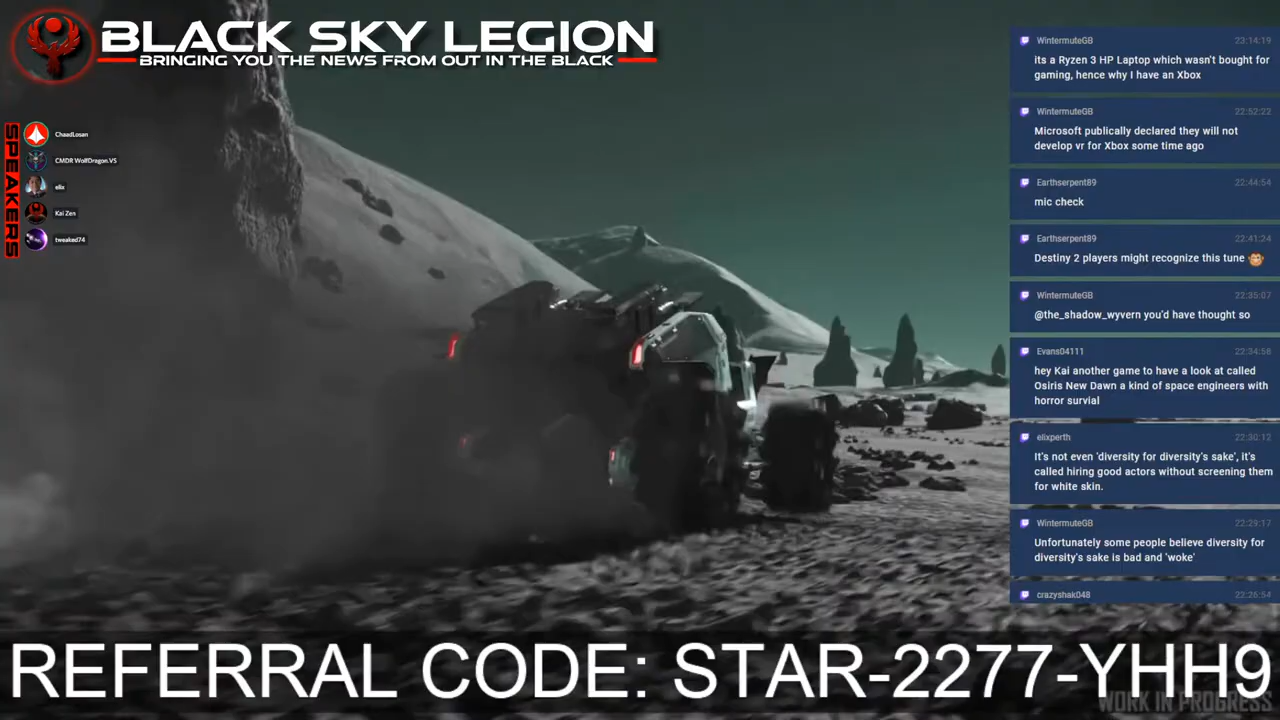 BLACK SKY LEGION
BRINGING YOU THE NEWS FROM OUT IN THE BLACK
SPEAKERS
ChaadLosan
CMDR WolfDragon.VS
elix
Kai Zen
tweaked74
WintermuteGB 23:14:19
its a Ryzen 3 HP Laptop which wasn't bought for
gaming, hence why I have an Xbox
WintermuteGB 22:52:22
Microsoft publically declared they will not
develop vr for Xbox some time ago
Earthserpent89 22:44:54
mic check
Earthserpent89 22:41:24
Destiny 2 players might recognize this tune
WintermuteGB 22:35:07
@the_shadow_wyvern you'd have thought so
Evans04111 22:34:58
hey Kai another game to have a look at called
Osiris New Dawn a kind of space engineers with
horror survial
elixperth 22:30:12
It's not even 'diversity for diversity's sake', it's
called hiring good actors without screening them
for white skin.
WintermuteGB 22:29:17
Unfortunately some people believe diversity for
diversity's sake is bad and 'woke'
crazyshak048 22:26:54
REFERRAL CODE: STAR-2277-YHH9
WORK IN PROGRESS